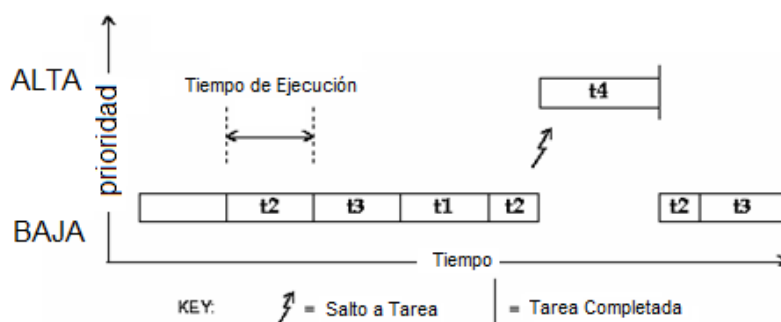 ALTA
prioridad
BAJA
Tiempo de Ejecución
t4
t2 t3 t1 t2 t2 t3
Tiempo
KEY: = Salto a Tarea = Tarea Completada